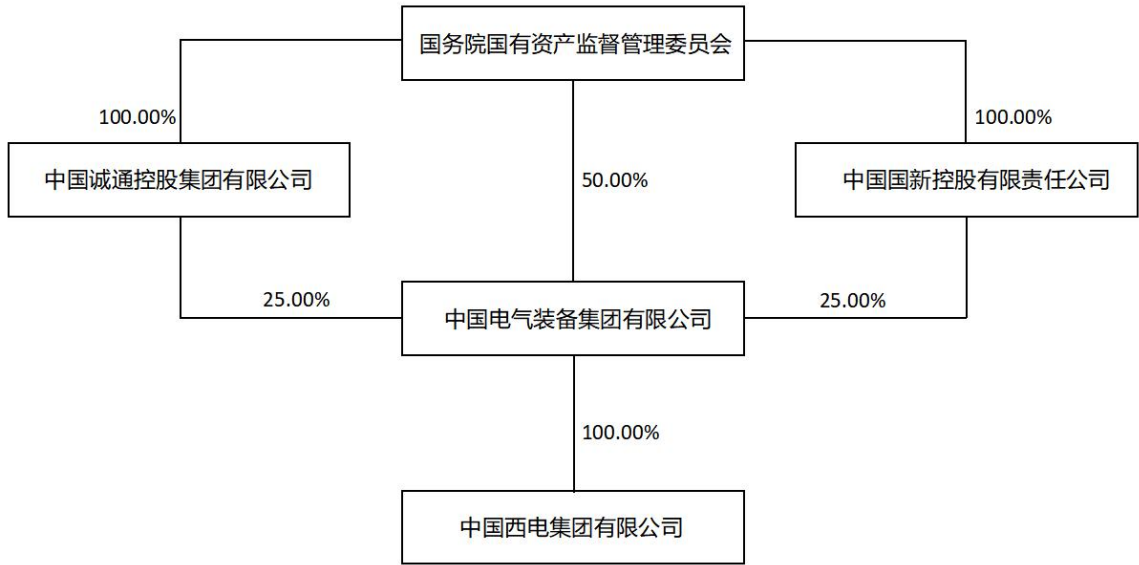 国务院国有资产监督管理委员会
100.00%
100.00%
中国诚通控股集团有限公司
50.00%
中国国新控股有限责任公司
25.00%
25.00%
中国电气装备集团有限公司
100.00%
中国西电集团有限公司